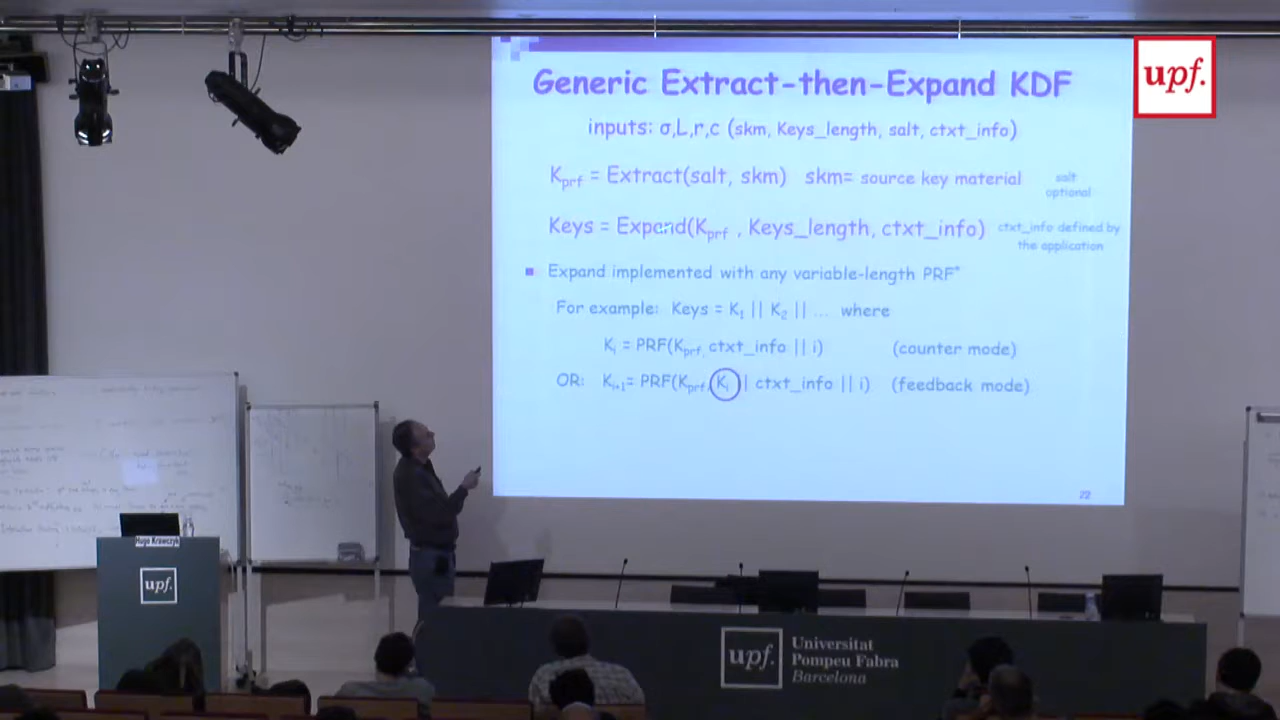 Generic Extract-then-Expand KDF
inputs: σ,L,r,c (skm, Keys_length, salt, ctxt_info)
Kprf = Extract(salt, skm) skm= source key material
salt
optional
Keys = Expand(Kprf , Keys_length, ctxt_info)
ctxt_info defined by
the application
Expand implemented with any variable-length PRF*
For example: Keys = K1 || K2 || ... where
Ki = PRF(Kprf, ctxt_info || i) (counter mode)
OR: Ki+1= PRF(Kprf, Ki || ctxt_info || i) (feedback mode)
22
upf.
Hugo Krawczyk
upf.
upf.
Universitat
Pompeu Fabra
Barcelona